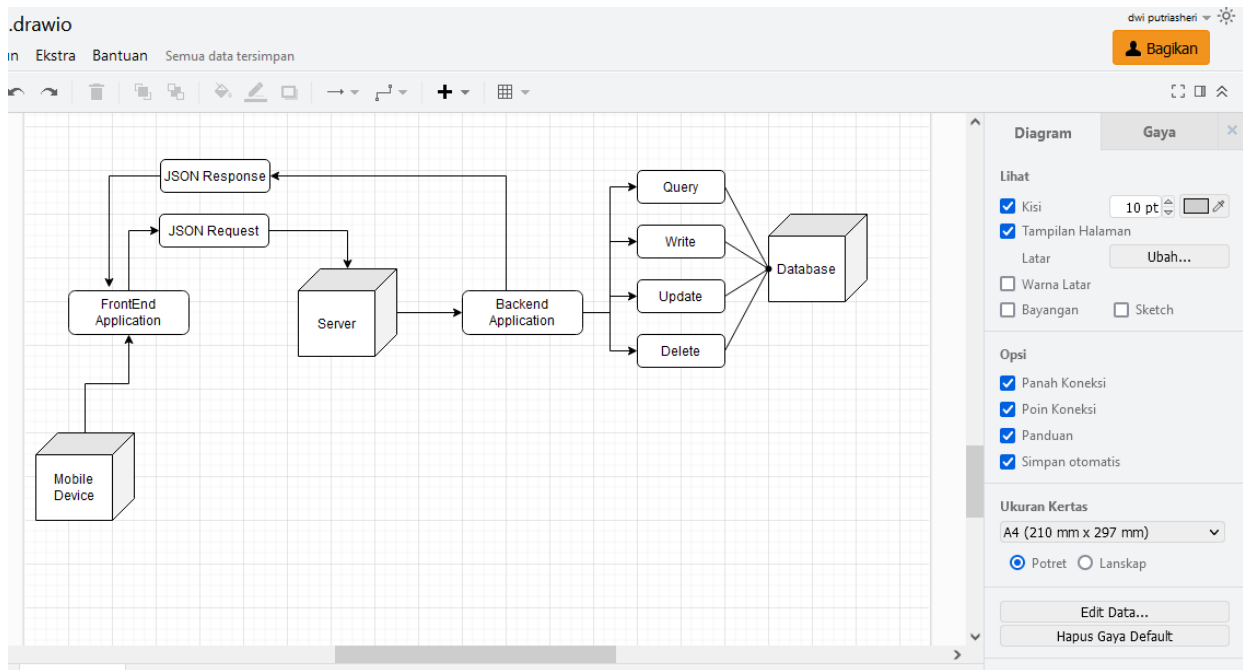 .drawio
dwi putriasheri
un Ekstra Bantuan Semua data tersimpan
Bagikan
Diagram Gaya
Lihat
Kisi 10 pt
Tampilan Halaman
Latar Ubah...
Warna Latar
Bayangan Sketch
Opsi
Panah Koneksi
Poin Koneksi
Panduan
Simpan otomatis
Ukuran Kertas
A4 (210 mm x 297 mm)
Potret Lanskap
Edit Data...
Hapus Gaya Default
JSON Response
JSON Request
FrontEnd
Application
Mobile
Device
Server
Backend
Application
Query
Write
Update
Delete
Database